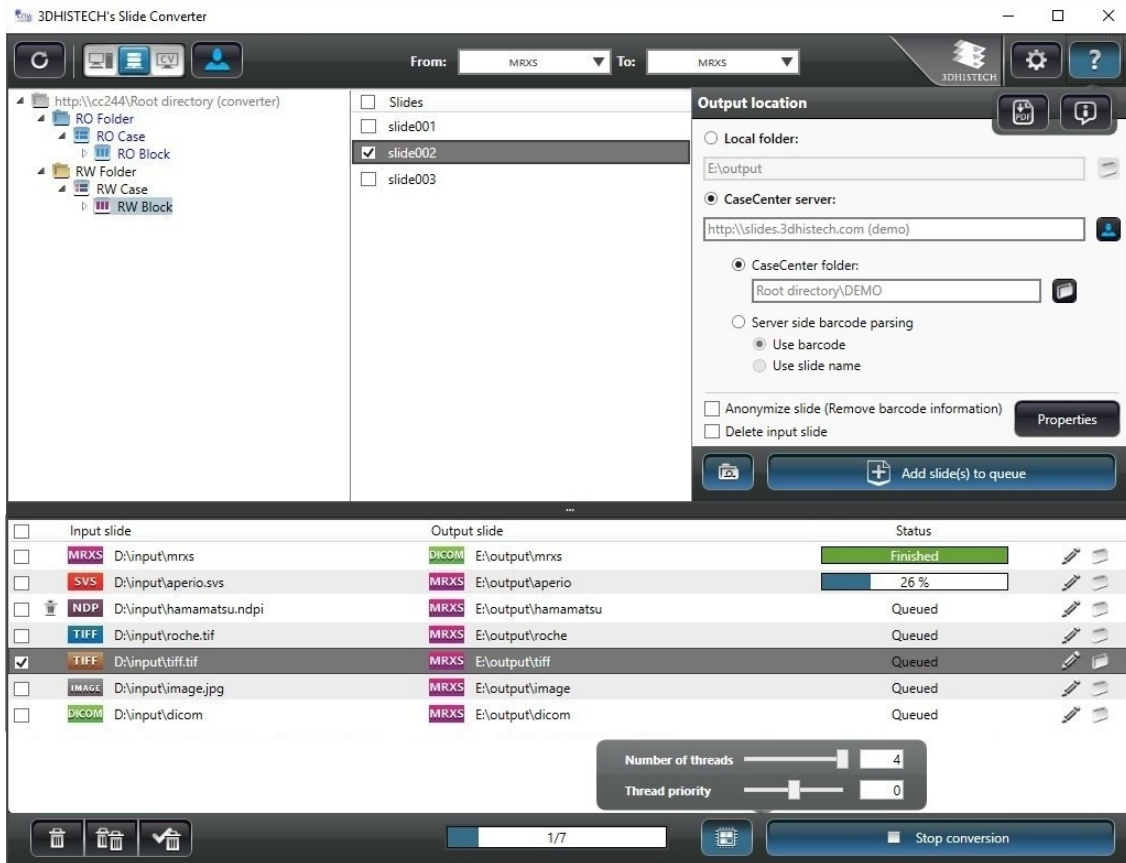 3DHISTECH's Slide Converter
CV
From: MRXS To: MRXS
3DHISTECH
?
http:\\cc244\Root directory (converter)
RO Folder
RO Case
RO Block
RW Folder
RW Case
RW Block
Slides
slide001
slide002
slide003
Output location
PDF
Local folder:
E:\output
CaseCenter server:
http:\\slides.3dhistech.com (demo)
CaseCenter folder:
Root directory\DEMO
Server side barcode parsing
Use barcode
Use slide name
Anonymize slide (Remove barcode information)
Delete input slide
Properties
Add slide(s) to queue
...
Input slide Output slide Status
MRXS D:\input\mrxs DICOM E:\output\mrxs Finished
SVS D:\input\aperio.svs MRXS E:\output\aperio 26 %
NDP D:\input\hamamatsu.ndpi MRXS E:\output\hamamatsu Queued
TIFF D:\input\roche.tif MRXS E:\output\roche Queued
TIFF D:\input\tiff.tif MRXS E:\output\tiff Queued
IMAGE D:\input\image.jpg MRXS E:\output\image Queued
DICOM D:\input\dicom MRXS E:\output\dicom Queued
Number of threads 4
Thread priority 0
1/7
Stop conversion